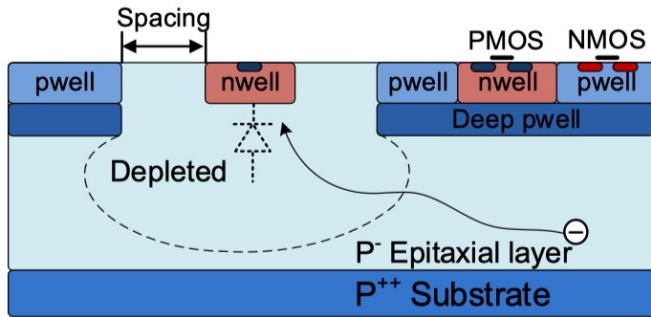 Spacing
PMOS NMOS
pwell nwell pwell nwell pwell
Deep pwell
Depleted
P⁻ Epitaxial layer
P⁺⁺ Substrate